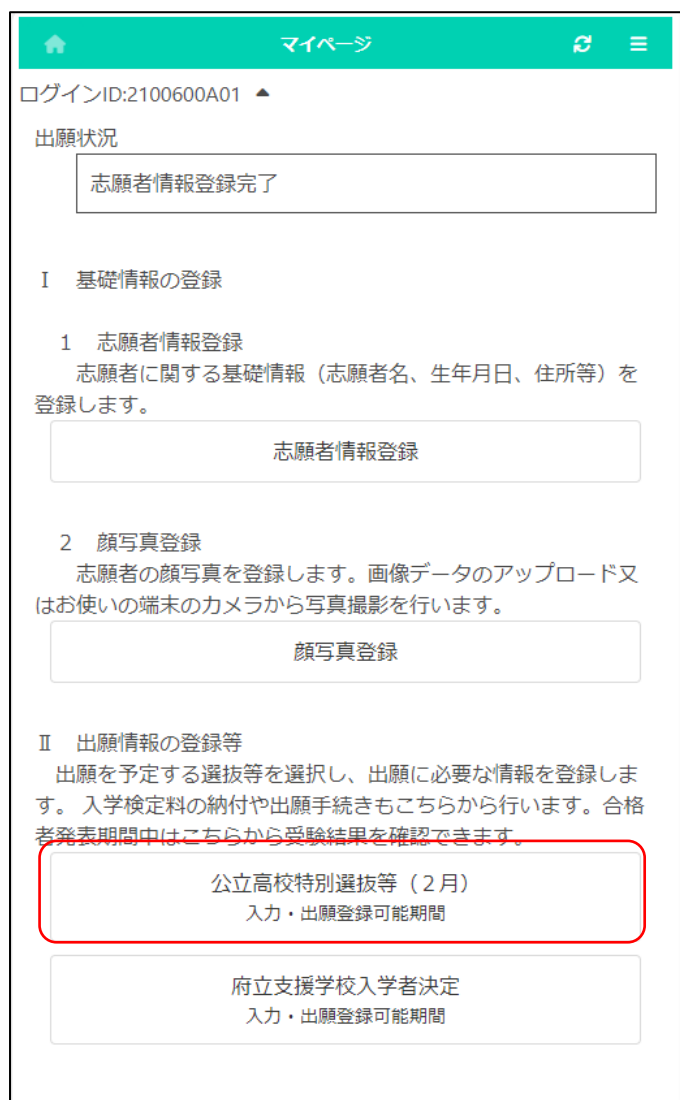 マイページ
ログインID:2100600A01 ▲
出願状況
志願者情報登録完了
Ⅰ　基礎情報の登録
1　志願者情報登録
志願者に関する基礎情報（志願者名、生年月日、住所等）を
登録します。
志願者情報登録
2　顔写真登録
志願者の顔写真を登録します。画像データのアップロード又
はお使いの端末のカメラから写真撮影を行います。
顔写真登録
Ⅱ　出願情報の登録等
出願を予定する選抜等を選択し、出願に必要な情報を登録しま
す。 入学検定料の納付や出願手続きもこちらから行います。合格
者発表期間中はこちらから受験結果を確認できます。
公立高校特別選抜等（２月）
入力・出願登録可能期間
府立支援学校入学者決定
入力・出願登録可能期間